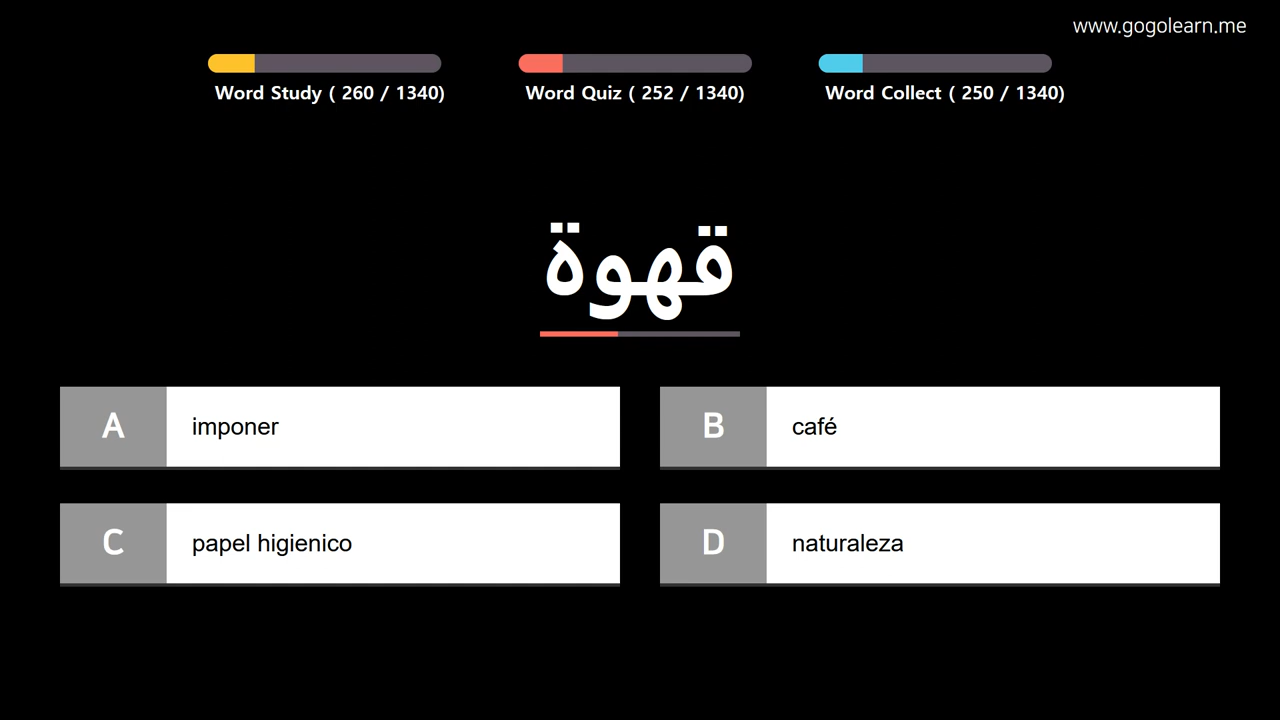 www.gogolearn.me
Word Study ( 260 / 1340)
Word Quiz ( 252 / 1340)
Word Collect ( 250 / 1340)
قهوة
A imponer
B café
C papel higienico
D naturaleza